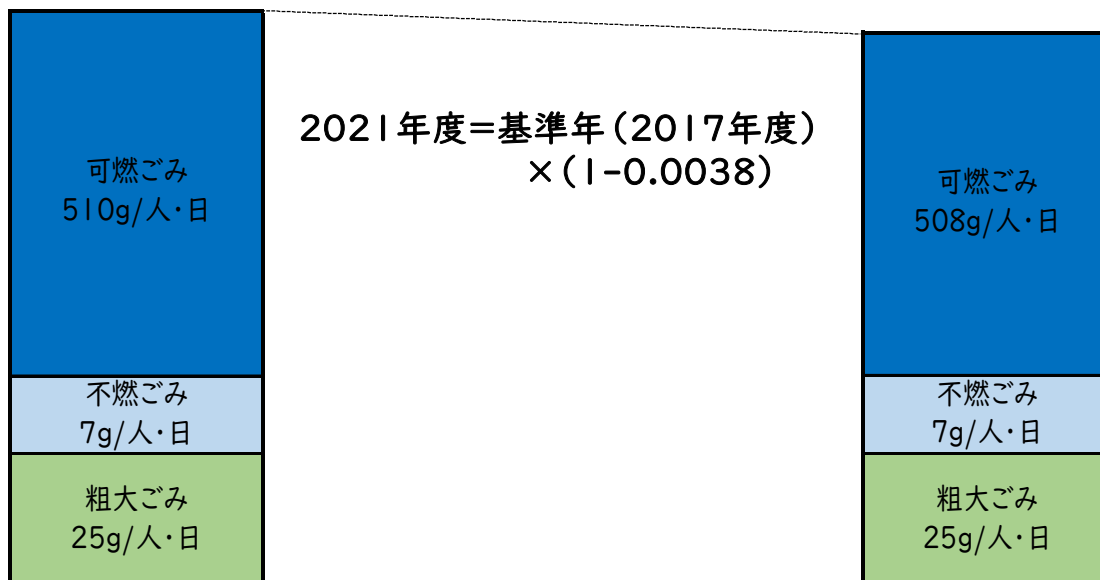 可燃ごみ
510g/人・日
不燃ごみ
7g/人・日
粗大ごみ
25g/人・日
2021年度=基準年(2017年度)
×(1-0.0038)
可燃ごみ
508g/人・日
不燃ごみ
7g/人・日
粗大ごみ
25g/人・日